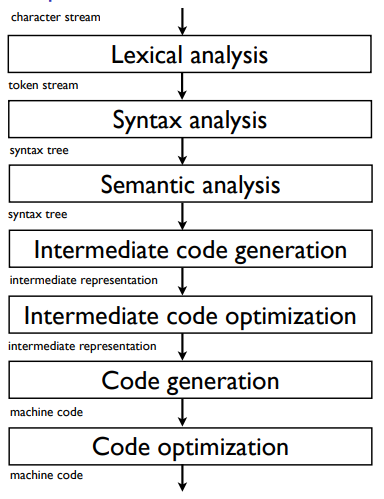 character stream
Lexical analysis
token stream
Syntax analysis
syntax tree
Semantic analysis
syntax tree
Intermediate code generation
intermediate representation
Intermediate code optimization
intermediate representation
Code generation
machine code
Code optimization
machine code